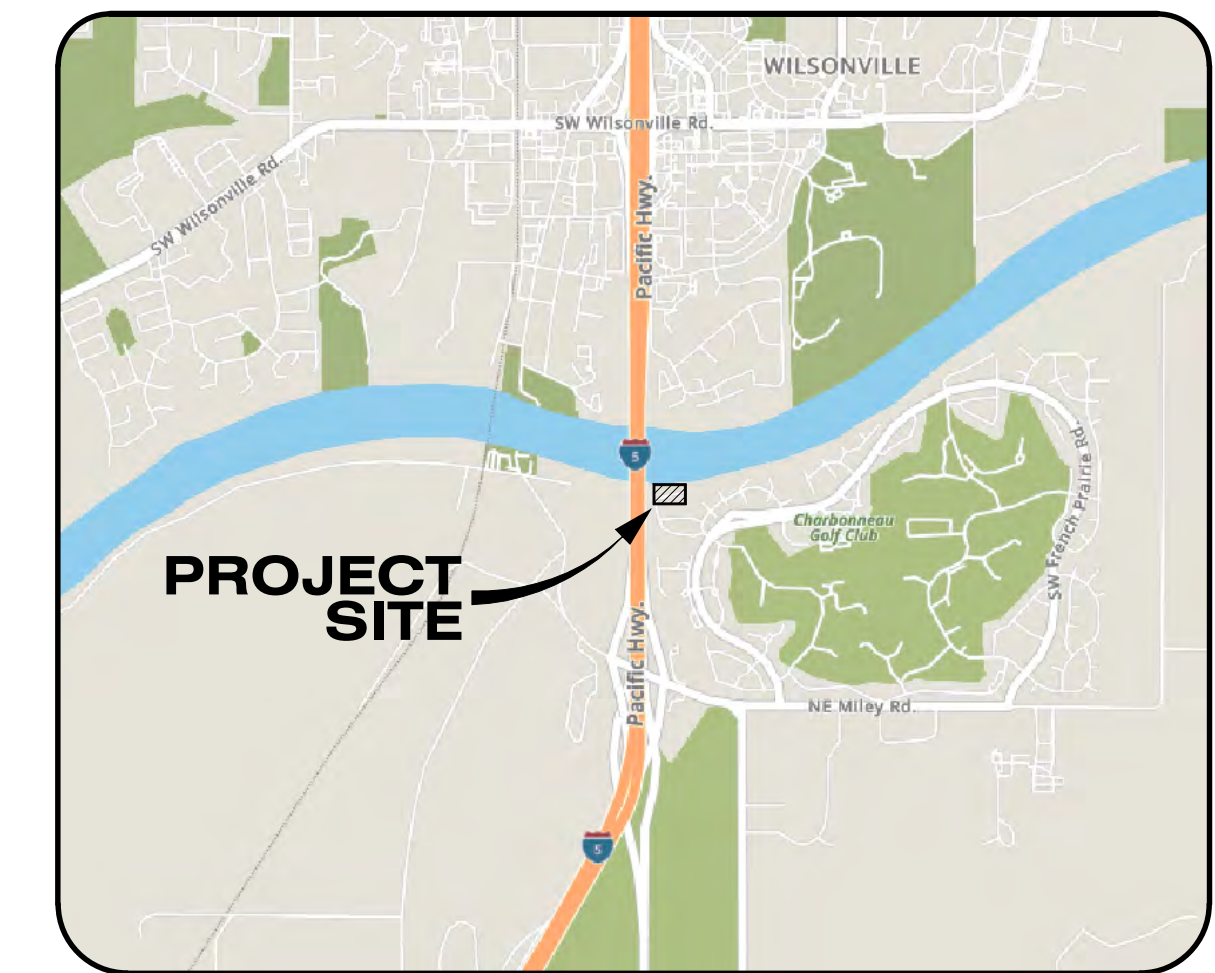 WILSONVILLE
SW Wilsonville Rd.
SW Wilsonville Rd.
Pacific Hwy.
5
Charbonneau
Golf Club
SW French Prairie Rd.
PROJECT
SITE
Pacific Hwy.
NE Miley Rd.
5